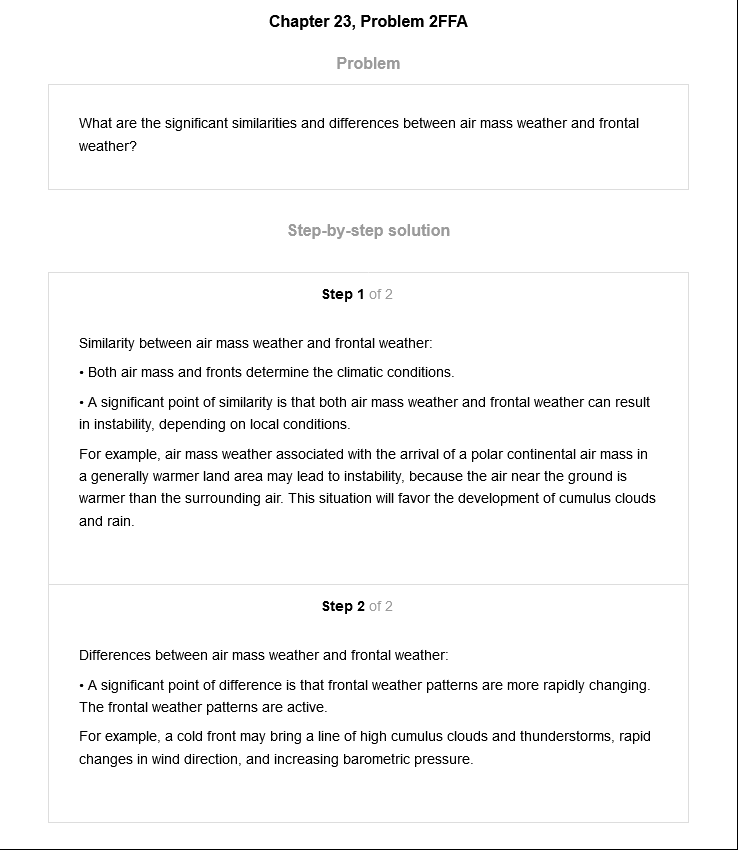 Chapter 23, Problem 2FFA
Problem
What are the significant similarities and differences between air mass weather and frontal
weather?
Step-by-step solution
Step 1 of 2
Similarity between air mass weather and frontal weather:
• Both air mass and fronts determine the climatic conditions.
• A significant point of similarity is that both air mass weather and frontal weather can result
in instability, depending on local conditions.
For example, air mass weather associated with the arrival of a polar continental air mass in
a generally warmer land area may lead to instability, because the air near the ground is
warmer than the surrounding air. This situation will favor the development of cumulus clouds
and rain.
Step 2 of 2
Differences between air mass weather and frontal weather:
• A significant point of difference is that frontal weather patterns are more rapidly changing.
The frontal weather patterns are active.
For example, a cold front may bring a line of high cumulus clouds and thunderstorms, rapid
changes in wind direction, and increasing barometric pressure.